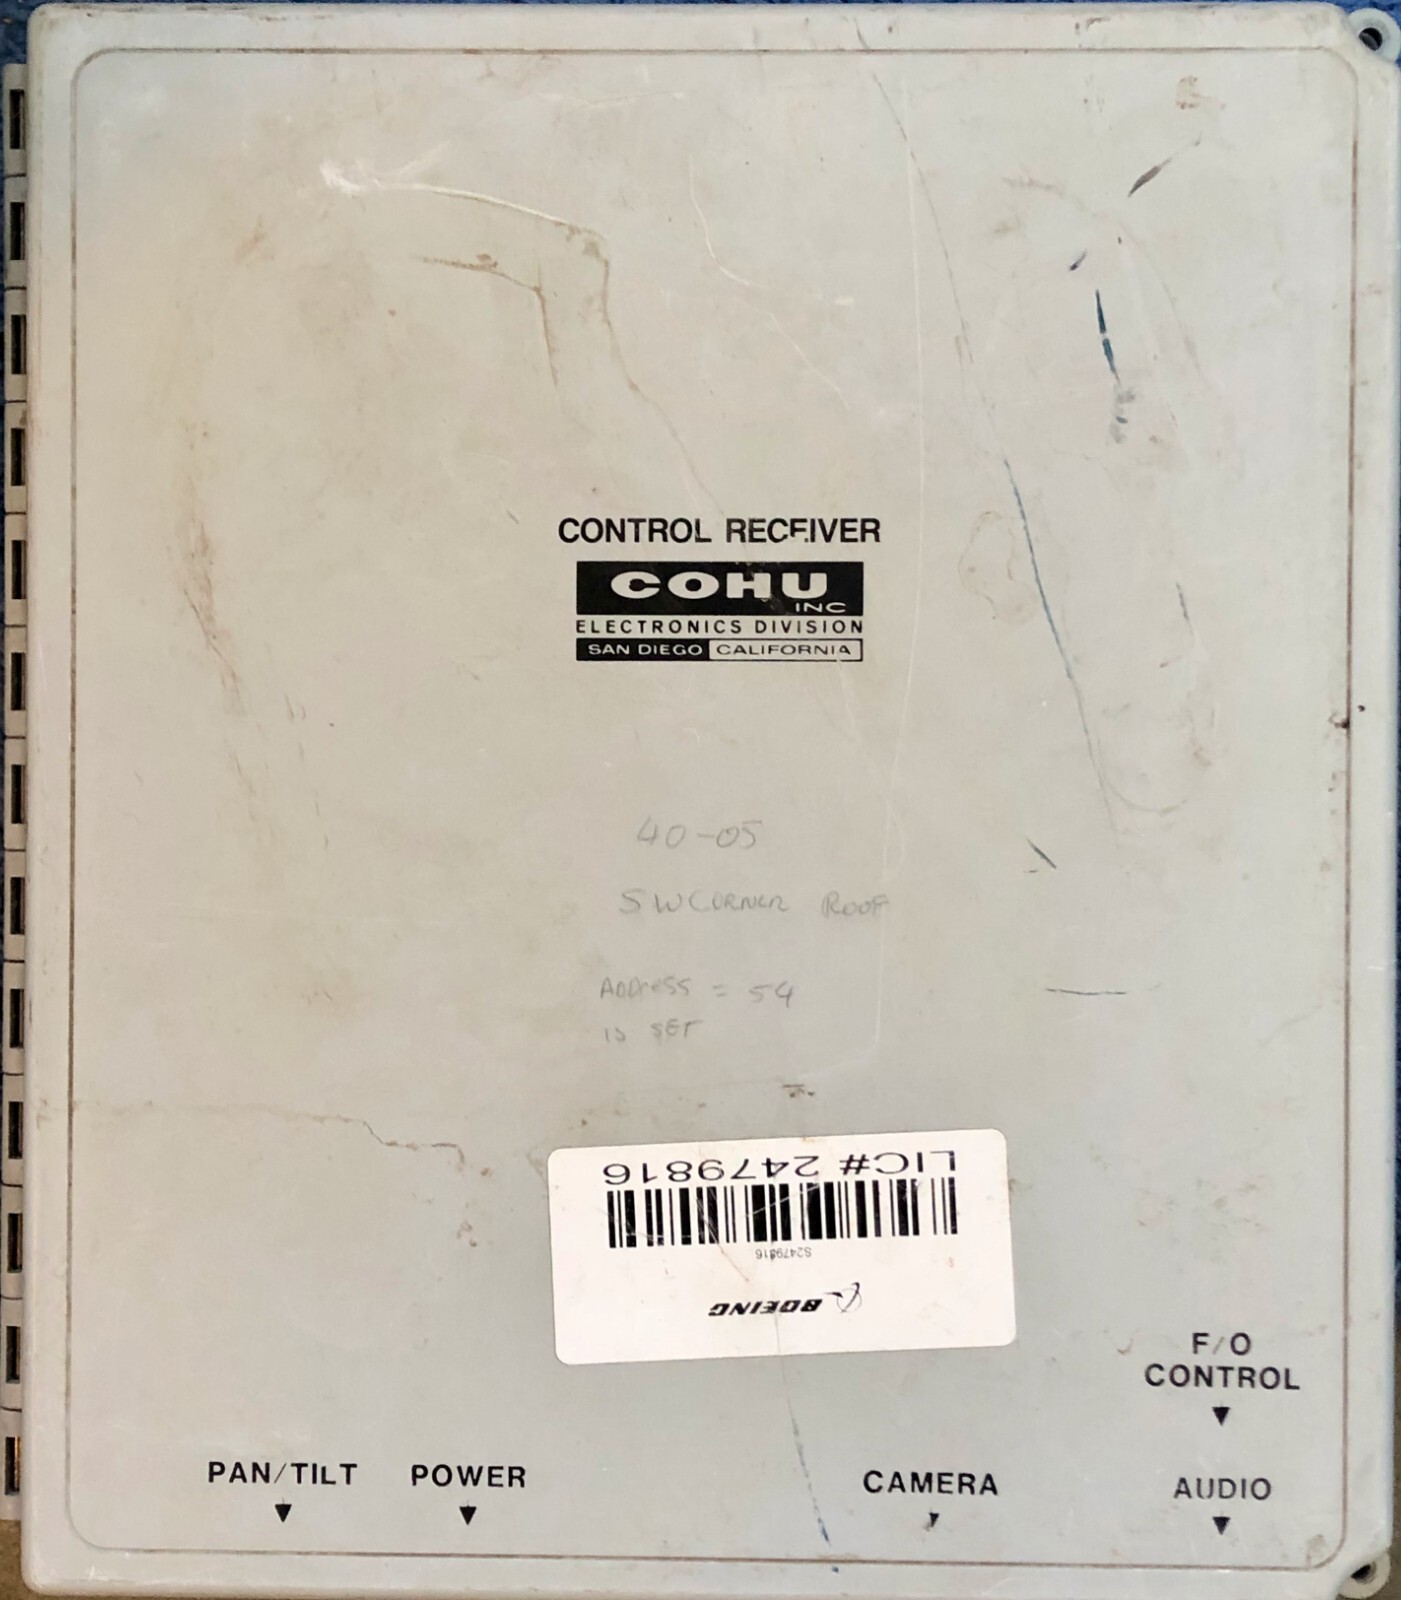 CONTROL RECEIVER
COHU
INC
ELECTRONICS DIVISION
SAN DIEGO CALIFORNIA
40-05
SW CORNER ROOF
ADDRESS = 54
IS SET
LIC# 2479816
S2479816
BOEING
F/O
CONTROL
PAN/TILT POWER CAMERA AUDIO